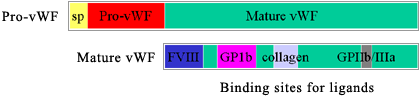 Pro-vWF sp Pro-vWF Mature vWF
Mature vWF FVIII GP1b collagen GPIIb/IIIa
Binding sites for ligands